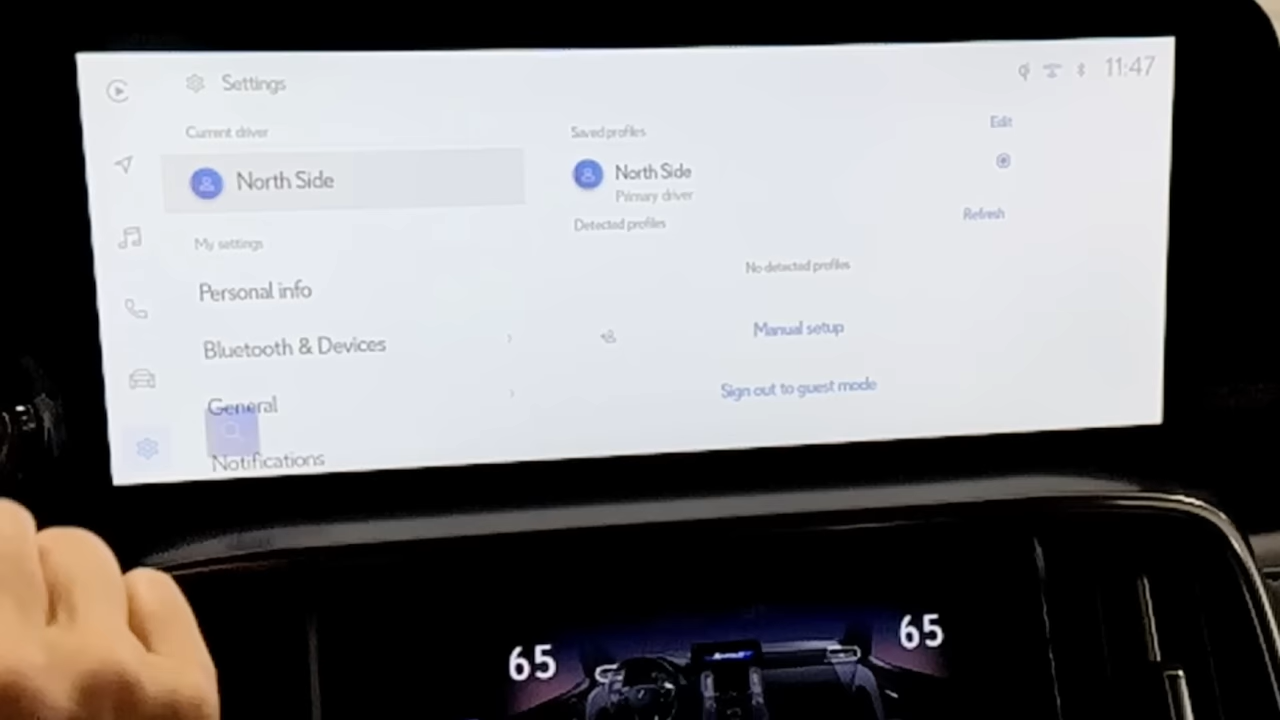 Settings
11:47
Current driver
North Side
My settings
Personal info
Bluetooth & Devices
General
Notifications
Saved profiles
Edit
North Side
Primary driver
Detected profiles
Refresh
No detected profiles
Manual setup
Sign out to guest mode
65
65